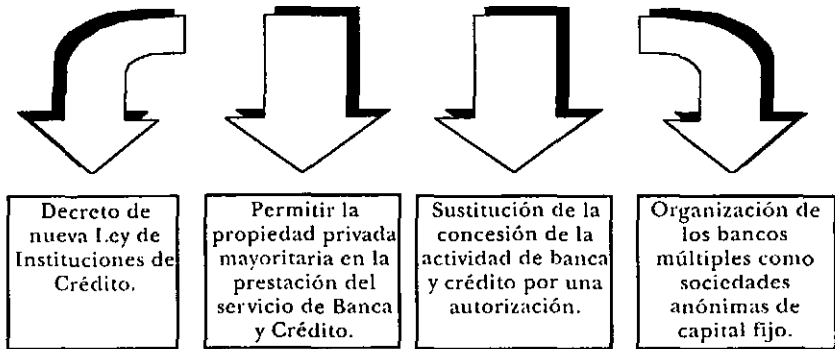 Decreto de
nueva Ley de
Instituciones de
Crédito.
Permitir la
propiedad privada
mayoritaria en la
prestación del
servicio de Banca
y Crédito.
Sustitución de la
concesión de la
actividad de banca
y crédito por una
autorización.
Organización de
los bancos
múltiples como
sociedades
anónimas de
capital fijo.